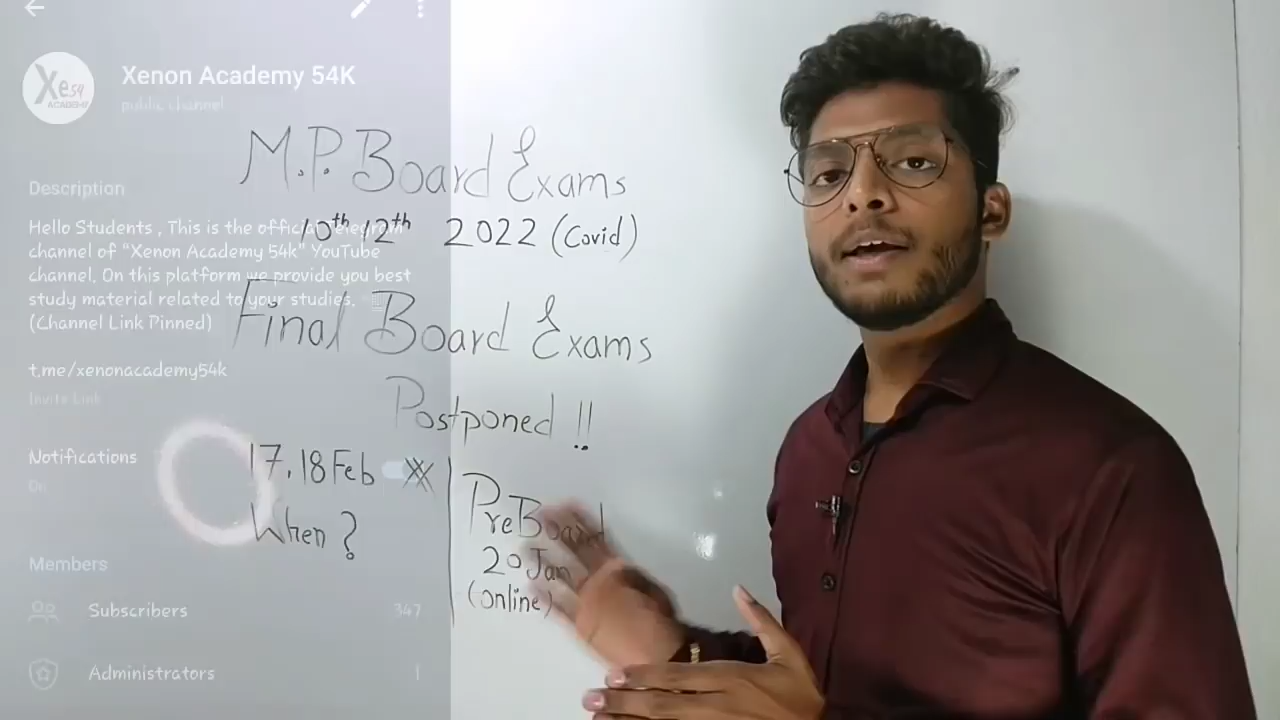 Xenon Academy 54K
public channel
Xe54
ACADEMY
Description
Hello Students , This is the official telegram
channel of "Xenon Academy 54k" YouTube
channel. On this platform we provide you best
study material related to your studies.
(Channel Link Pinned)
t.me/xenonacademy54k
Invite Link
Notifications
On
Members
Subscribers 347
Administrators 1
M.P. Board Exams
10th 12th 2022 (Covid)
Final Board Exams
Postponed !!
17,18 Feb
When ?
PreBoard
20 Jan
(online)